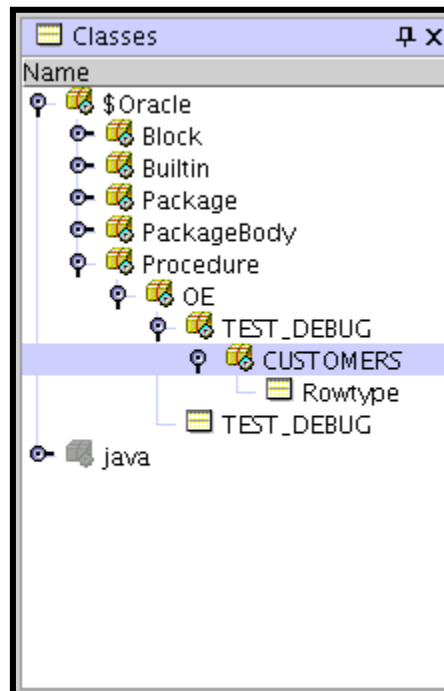 Classes
Name
$Oracle
Block
Builtin
Package
PackageBody
Procedure
OE
TEST_DEBUG
CUSTOMERS
Rowtype
TEST_DEBUG
java